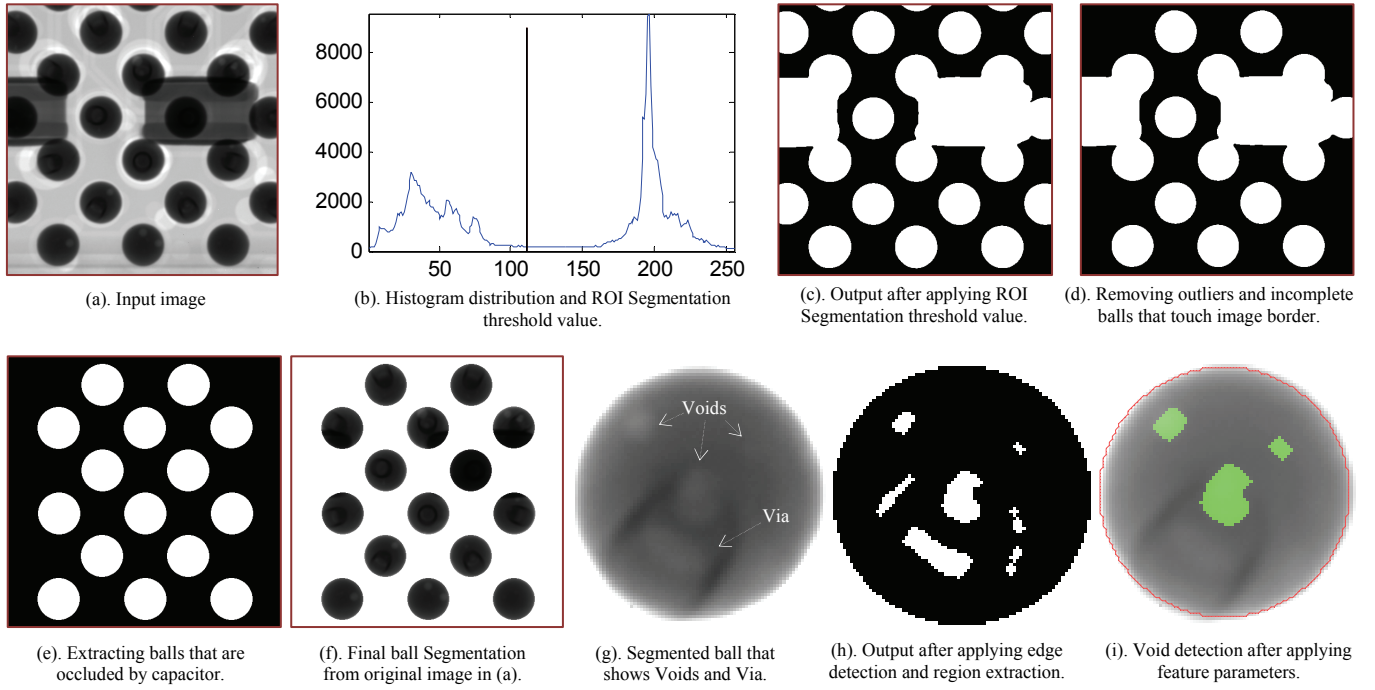 8000
6000
4000
2000
0
50
100
150
200
250
(a). Input image
(b). Histogram distribution and ROI Segmentation
threshold value.
(c). Output after applying ROI
Segmentation threshold value.
(d). Removing outliers and incomplete
balls that touch image border.
Voids
Via
(e). Extracting balls that are
occluded by capacitor.
(f). Final ball Segmentation
from original image in (a).
(g). Segmented ball that
shows Voids and Via.
(h). Output after applying edge
detection and region extraction.
(i). Void detection after applying
feature parameters.